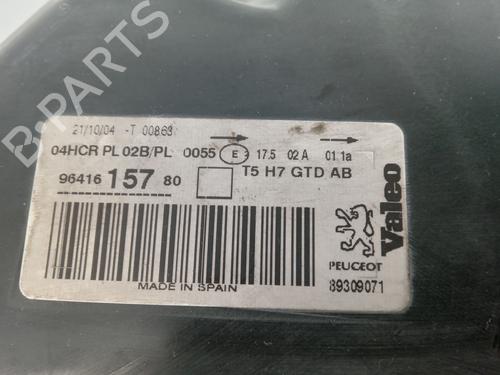 21/10/04 -T 00863
04HCR PL 02B/PL 0055 E 17.5 02 A 01.1a
96416 157 80 T5 H7 GTD AB
Valeo
PEUGEOT
MADE IN SPAIN
89309071
B-PARTS